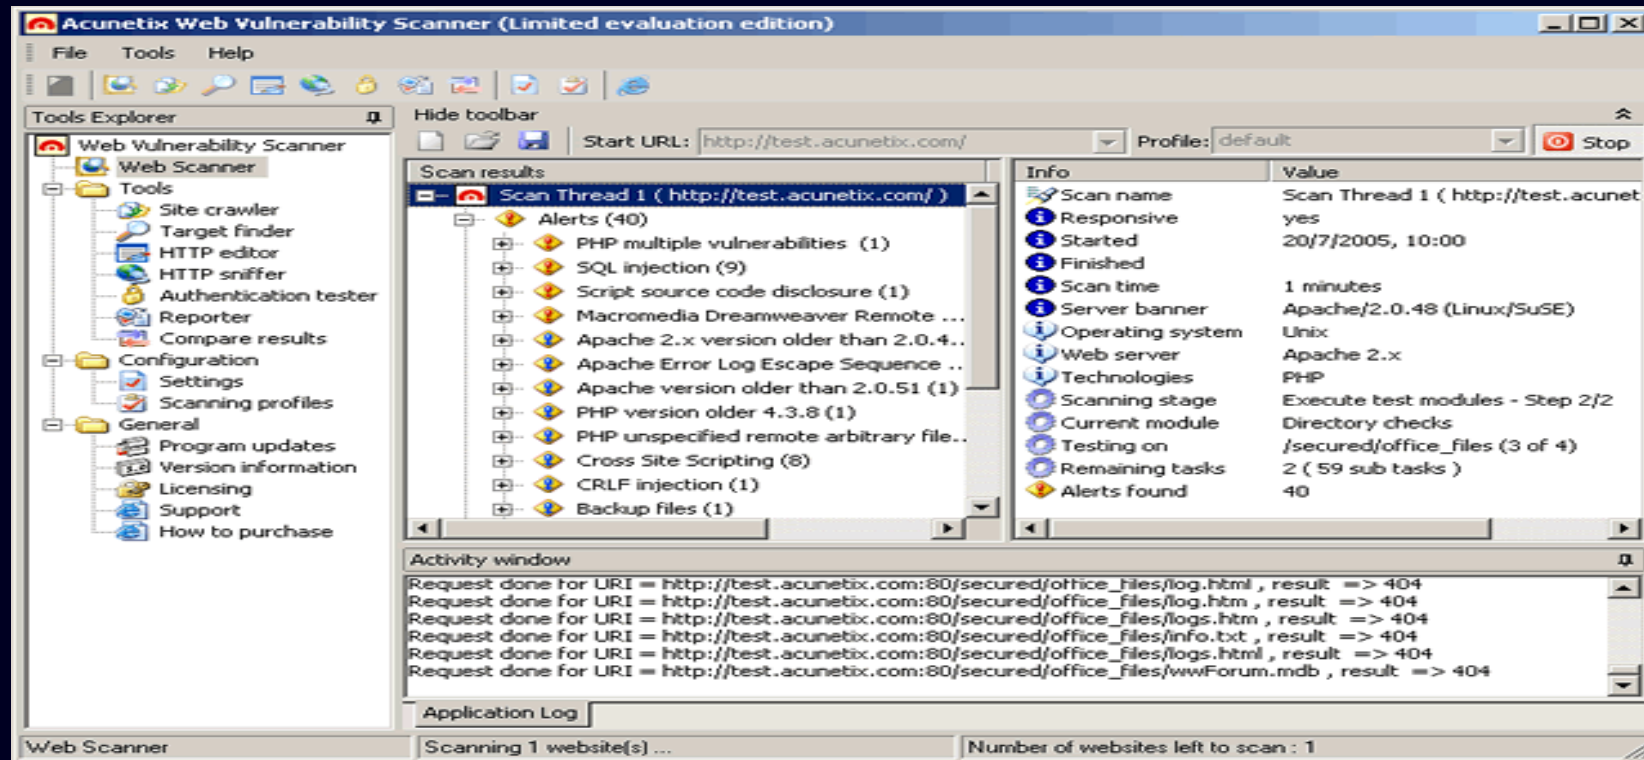 Acunetix Web Vulnerability Scanner (Limited evaluation edition)
File Tools Help
Tools Explorer
Web Vulnerability Scanner
Web Scanner
Tools
Site crawler
Target finder
HTTP editor
HTTP sniffer
Authentication tester
Reporter
Compare results
Configuration
Settings
Scanning profiles
General
Program updates
Version information
Licensing
Support
How to purchase
Hide toolbar
Start URL: http://test.acunetix.com/ Profile: default Stop
Scan results
Scan Thread 1 ( http://test.acunetix.com/ )
Alerts (40)
PHP multiple vulnerabilities (1)
SQL injection (9)
Script source code disclosure (1)
Macromedia Dreamweaver Remote ...
Apache 2.x version older than 2.0.4..
Apache Error Log Escape Sequence ..
Apache version older than 2.0.51 (1)
PHP version older 4.3.8 (1)
PHP unspecified remote arbitrary file..
Cross Site Scripting (8)
CRLF injection (1)
Backup files (1)
Info Value
Scan name Scan Thread 1 ( http://test.acunet
Responsive yes
Started 20/7/2005, 10:00
Finished
Scan time 1 minutes
Server banner Apache/2.0.48 (Linux/SuSE)
Operating system Unix
Web server Apache 2.x
Technologies PHP
Scanning stage Execute test modules - Step 2/2
Current module Directory checks
Testing on /secured/office_files (3 of 4)
Remaining tasks 2 ( 59 sub tasks )
Alerts found 40
Activity window
Request done for URI = http://test.acunetix.com:80/secured/office_files/log.html , result => 404
Request done for URI = http://test.acunetix.com:80/secured/office_files/log.htm , result => 404
Request done for URI = http://test.acunetix.com:80/secured/office_files/logs.htm , result => 404
Request done for URI = http://test.acunetix.com:80/secured/office_files/info.txt , result => 404
Request done for URI = http://test.acunetix.com:80/secured/office_files/logs.html , result => 404
Request done for URI = http://test.acunetix.com:80/secured/office_files/wwForum.mdb , result => 404
Application Log
Web Scanner Scanning 1 website(s) ... Number of websites left to scan : 1